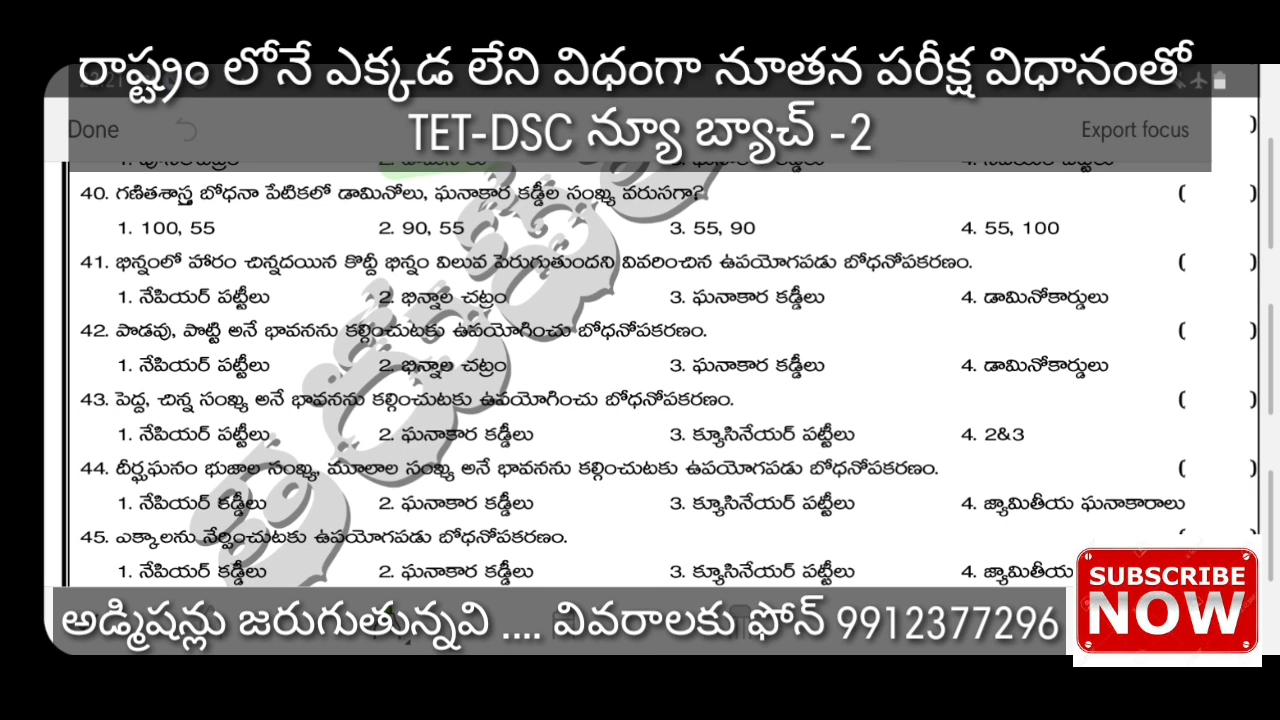 రాష్ట్రం లోనే ఎక్కడ లేని విధంగా నూతన పరీక్ష విధానంతో
TET-DSC న్యూ బ్యాచ్ -2
Done
Export focus
40. గణితశాస్త్ర బోధనా పేటికలో డామినోలు, ఘనాకార కడ్డీల సంఖ్య వరుసగా? ( )
1. 100, 55 2. 90, 55 3. 55, 90 4. 55, 100
41. భిన్నంలో హారం చిన్నదయిన కొద్దీ భిన్నం విలువ పెరుగుతుందని వివరించిన ఉపయోగపడు బోధనోపకరణం. ( )
1. నేపియర్ పట్టీలు 2. భిన్నాల చట్రం 3. ఘనాకార కడ్డీలు 4. డామినోకార్డులు
42. పొడవు, పొట్టి అనే భావనను కల్గించుటకు ఉపయోగించు బోధనోపకరణం. ( )
1. నేపియర్ పట్టీలు 2. భిన్నాల చట్రం 3. ఘనాకార కడ్డీలు 4. డామినోకార్డులు
43. పెద్ద, చిన్న సంఖ్య అనే భావనను కల్గించుటకు ఉపయోగించు బోధనోపకరణం. ( )
1. నేపియర్ పట్టీలు 2. ఘనాకార కడ్డీలు 3. క్యూసినేయర్ పట్టీలు 4. 2&3
44. దీర్ఘఘనం భుజాల సంఖ్య, మూలాల సంఖ్య అనే భావనను కల్గించుటకు ఉపయోగపడు బోధనోపకరణం. ( )
1. నేపియర్ కడ్డీలు 2. ఘనాకార కడ్డీలు 3. క్యూసినేయర్ పట్టీలు 4. జ్యామితీయ ఘనాకారాలు
45. ఎక్కాలను నేర్పించుటకు ఉపయోగపడు బోధనోపకరణం.
1. నేపియర్ కడ్డీలు 2. ఘనాకార కడ్డీలు 3. క్యూసినేయర్ పట్టీలు 4. జ్యామితీయ
SUBSCRIBE
NOW
అడ్మిషన్లు జరుగుతున్నవి .... వివరాలకు ఫోన్ 9912377296